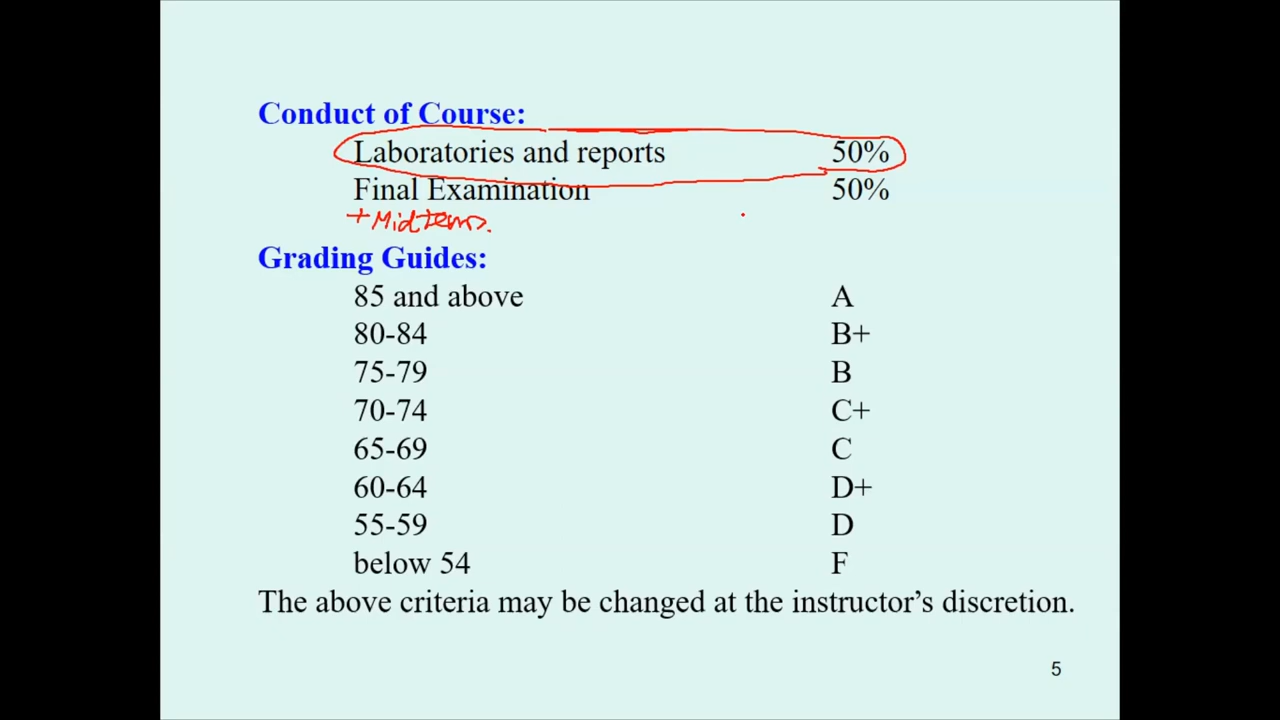 Conduct of Course:
Laboratories and reports 50%
Final Examination 50%
+ Midterms.
Grading Guides:
85 and above A
80-84 B+
75-79 B
70-74 C+
65-69 C
60-64 D+
55-59 D
below 54 F
The above criteria may be changed at the instructor’s discretion.
5